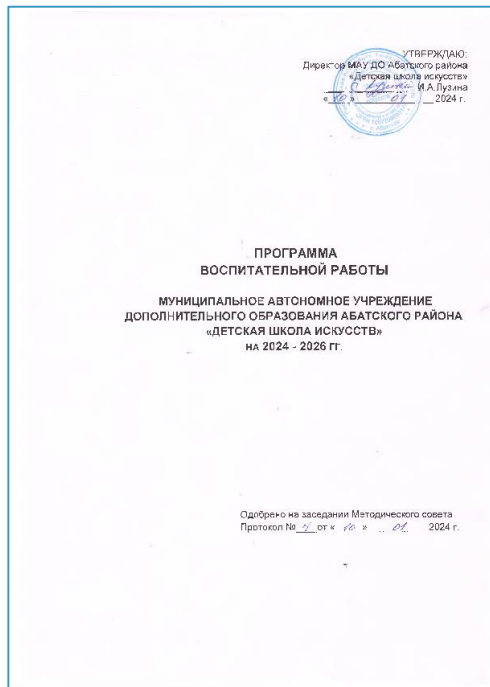 УТВЕРЖДАЮ:
Директор МАУ ДО Абатского района
«Детская школа искусств»
И.А.Лузина
«10» 01 2024 г.
ПРОГРАММА
ВОСПИТАТЕЛЬНОЙ РАБОТЫ
МУНИЦИПАЛЬНОЕ АВТОНОМНОЕ УЧРЕЖДЕНИЕ
ДОПОЛНИТЕЛЬНОГО ОБРАЗОВАНИЯ АБАТСКОГО РАЙОНА
«ДЕТСКАЯ ШКОЛА ИСКУССТВ»
НА 2024 - 2026 ГГ.
Одобрено на заседании Методического совета
Протокол № 4 от « 10 » 01 2024 г.